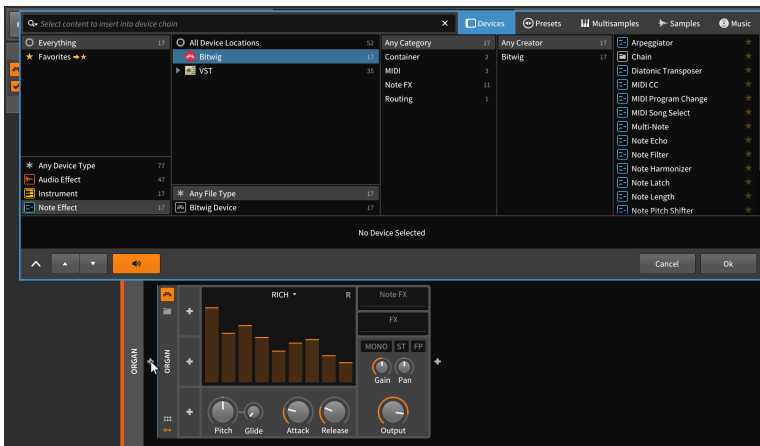 Select content to insert into device chain
Devices
Presets
Multisamples
Samples
Music
Everything 17
Favorites
All Device Locations 52
Bitwig 17
VST 35
Any Category 17
Container 2
MIDI 3
Note FX 11
Routing 1
Any Creator 17
Bitwig 17
Arpeggiator
Chain
Diatonic Transposer
MIDI CC
MIDI Program Change
MIDI Song Select
Multi-Note
Note Echo
Note Filter
Note Harmonizer
Note Latch
Note Length
Note Pitch Shifter
Any Device Type 77
Audio Effect 47
Instrument 17
Note Effect 17
Any File Type 17
Bitwig Device 17
No Device Selected
Cancel
Ok
ORGAN
ORGAN
RICH
R
Note FX
FX
MONO ST FP
Gain Pan
Pitch Glide Attack Release Output